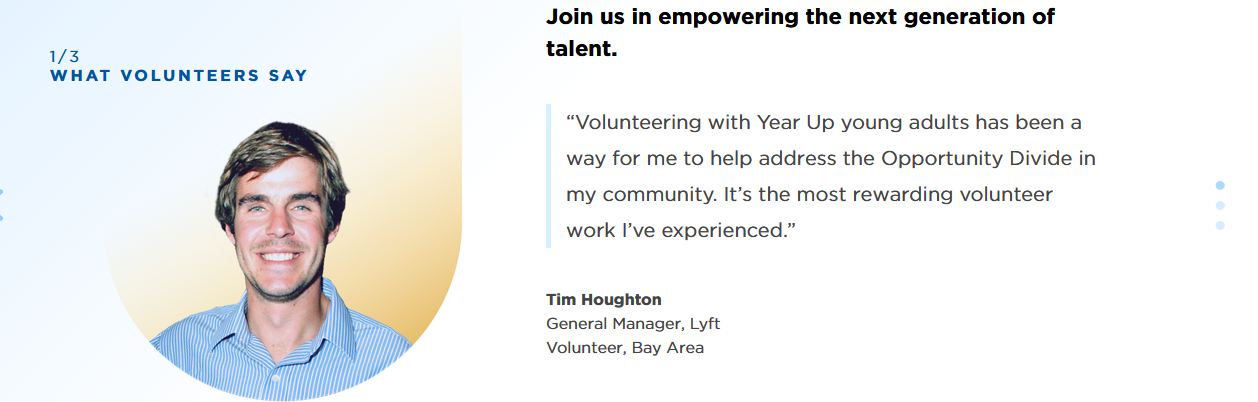 1/3
WHAT VOLUNTEERS SAY
Join us in empowering the next generation of
talent.
“Volunteering with Year Up young adults has been a
way for me to help address the Opportunity Divide in
my community. It’s the most rewarding volunteer
work I’ve experienced.”
Tim Houghton
General Manager, Lyft
Volunteer, Bay Area